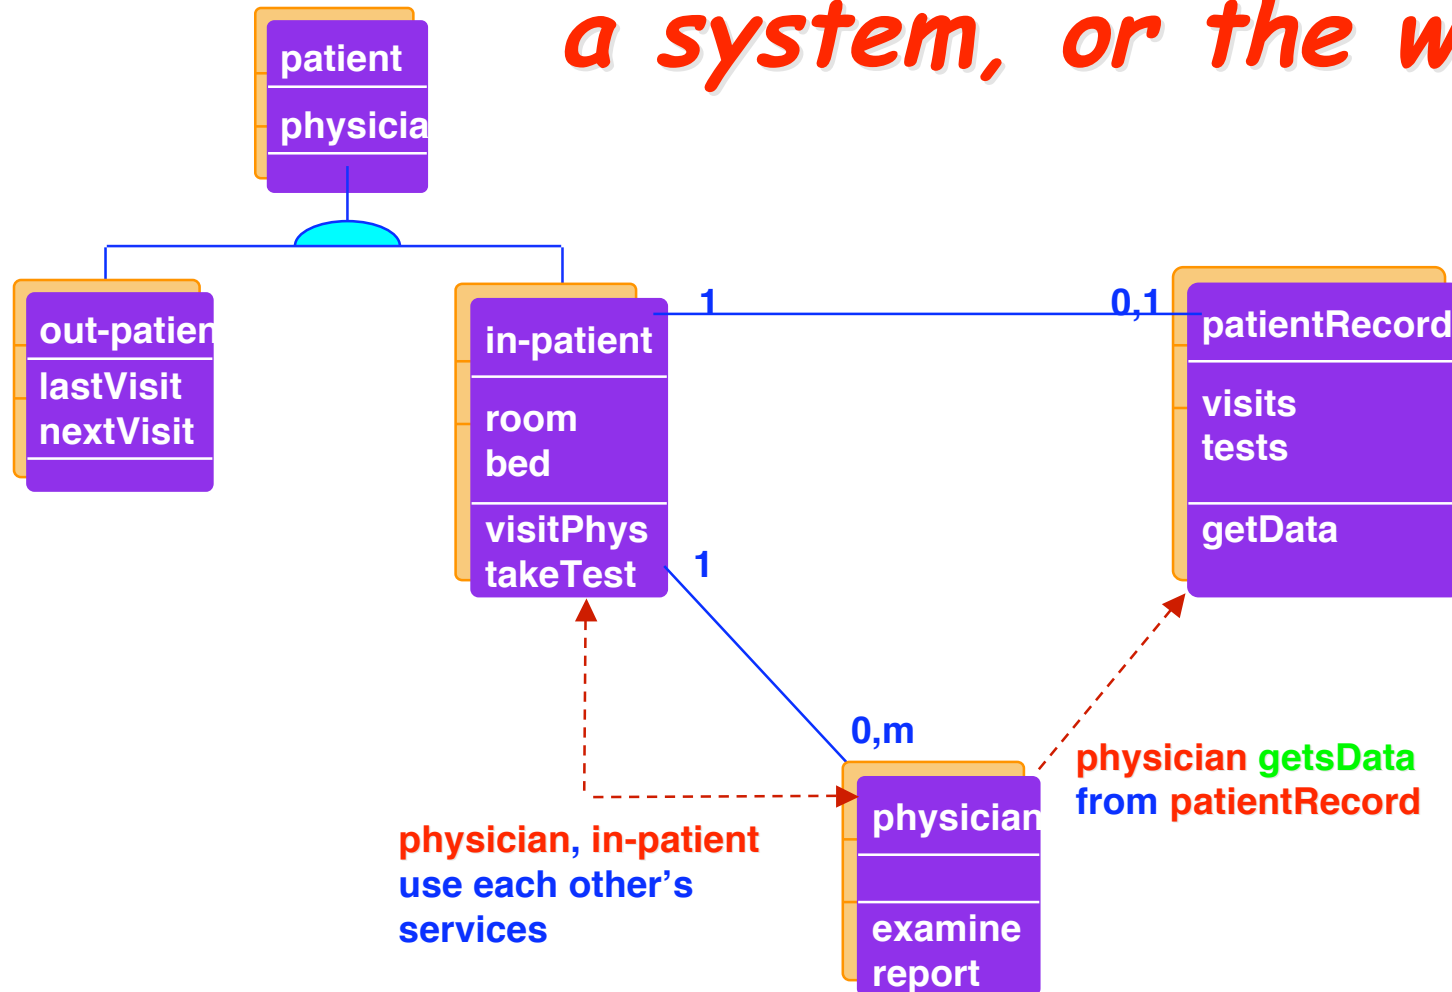 a system, or the w
patient
physicia
out-patien
lastVisit
nextVisit
in-patient
room
bed
visitPhys
takeTest
1
0,1
patientRecord
visits
tests
getData
1
0,m
physician
examine
report
physician, in-patient
use each other’s
services
physician getsData
from patientRecord